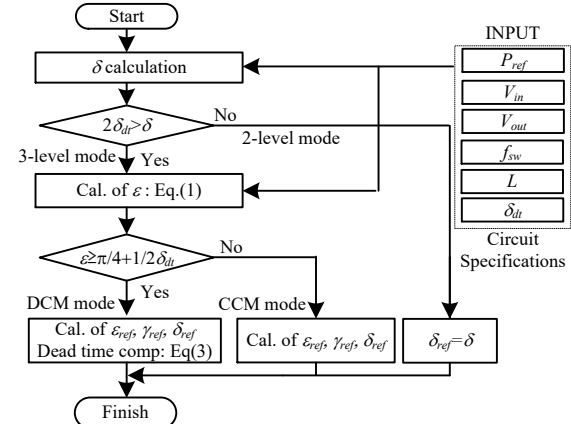 Start
INPUT
δ calculation
P_ref
V_in
2δ_dt>δ
No
2-level mode
V_out
3-level mode
Yes
f_sw
Cal. of ε : Eq.(1)
L
δ_dt
ε≥π/4+1/2δ_dt
No
Circuit
Specifications
DCM mode
Yes
CCM mode
Cal. of ε_ref, γ_ref, δ_ref
Dead time comp: Eq(3)
Cal. of ε_ref, γ_ref, δ_ref
δ_ref=δ
Finish